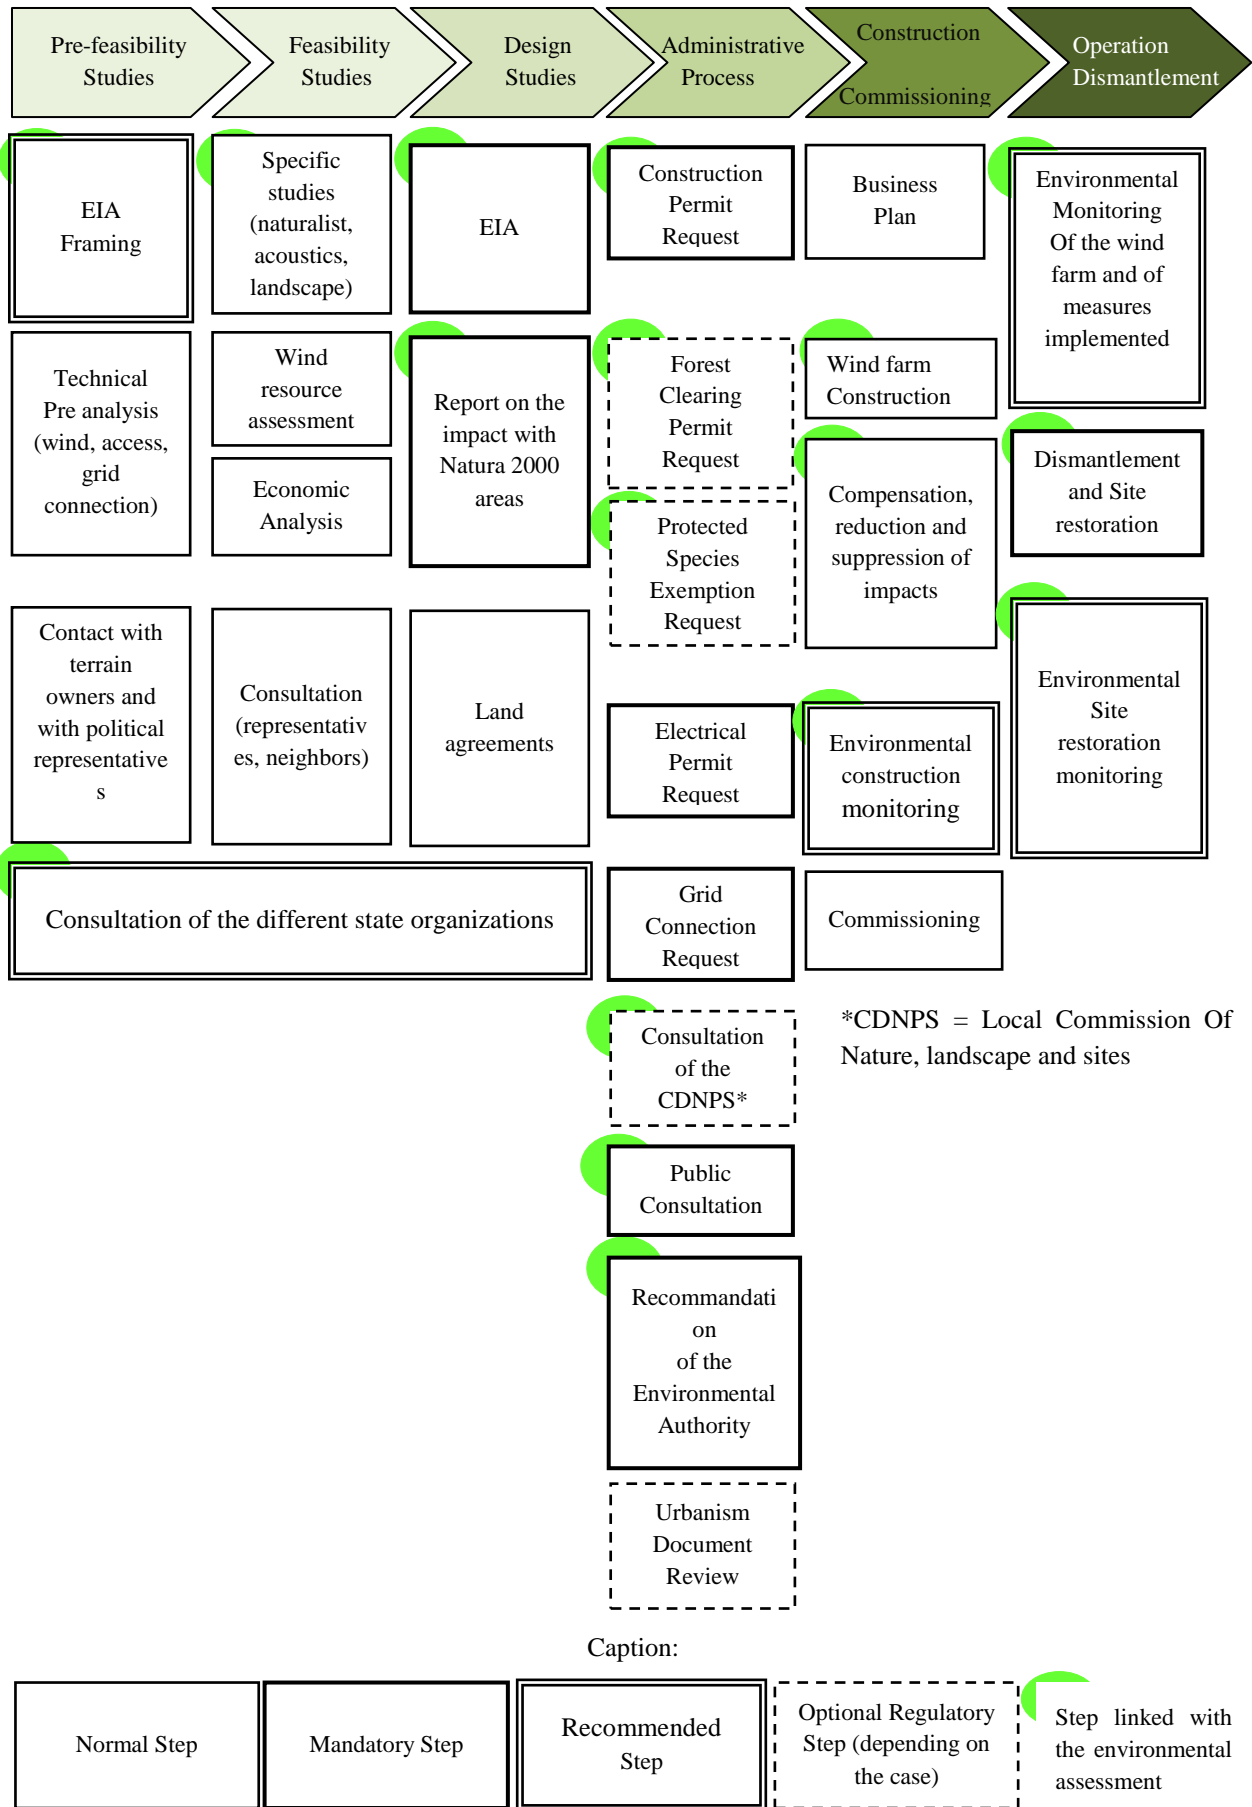 Pre-feasibility
Studies
Feasibility
Studies
Design
Studies
Administrative
Process
Construction
Commissioning
Operation
Dismantlement
EIA
Framing
Technical
Pre analysis
(wind, access,
grid
connection)
Contact with
terrain
owners and
with political
representative
s
Specific
studies
(naturalist,
acoustics,
landscape)
Wind
resource
assessment
Economic
Analysis
Consultation
(representativ
es, neighbors)
EIA
Report on the
impact with
Natura 2000
areas
Land
agreements
Consultation of the different state organizations
Construction
Permit
Request
Forest
Clearing
Permit
Request
Protected
Species
Exemption
Request
Electrical
Permit
Request
Grid
Connection
Request
Consultation
of the
CDNPS*
Public
Consultation
Recommandati
on
of the
Environmental
Authority
Urbanism
Document
Review
Business
Plan
Wind farm
Construction
Compensation,
reduction and
suppression of
impacts
Environmental
construction
monitoring
Commissioning
Environmental
Monitoring
Of the wind
farm and of
measures
implemented
Dismantlement
and Site
restoration
Environmental
Site
restoration
monitoring
*CDNPS = Local Commission Of
Nature, landscape and sites
Caption:
Normal Step
Mandatory Step
Recommended
Step
Optional Regulatory
Step (depending on
the case)
Step linked with
the environmental
assessment